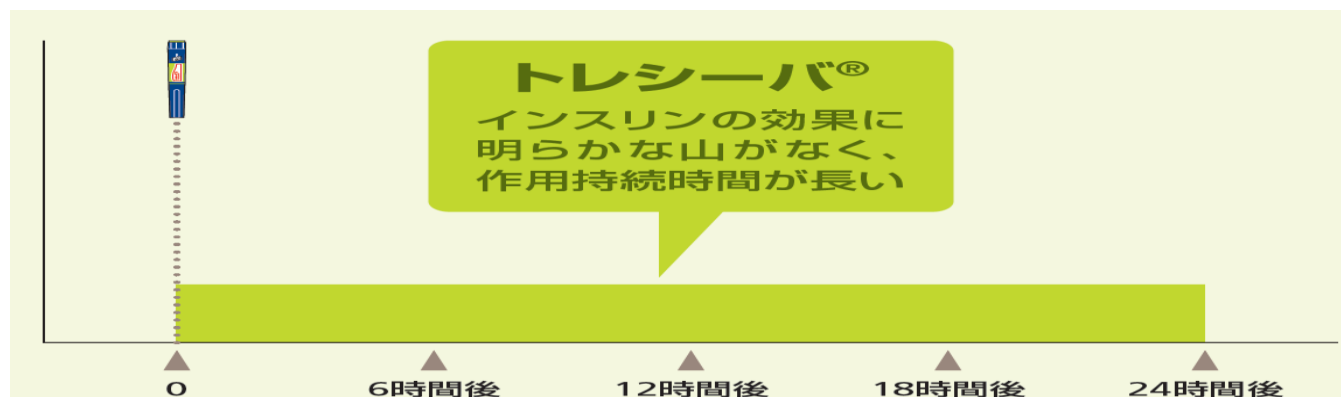 トレシーバ®
インスリンの効果に
明らかな山がなく、
作用持続時間が長い
0 6時間後 12時間後 18時間後 24時間後